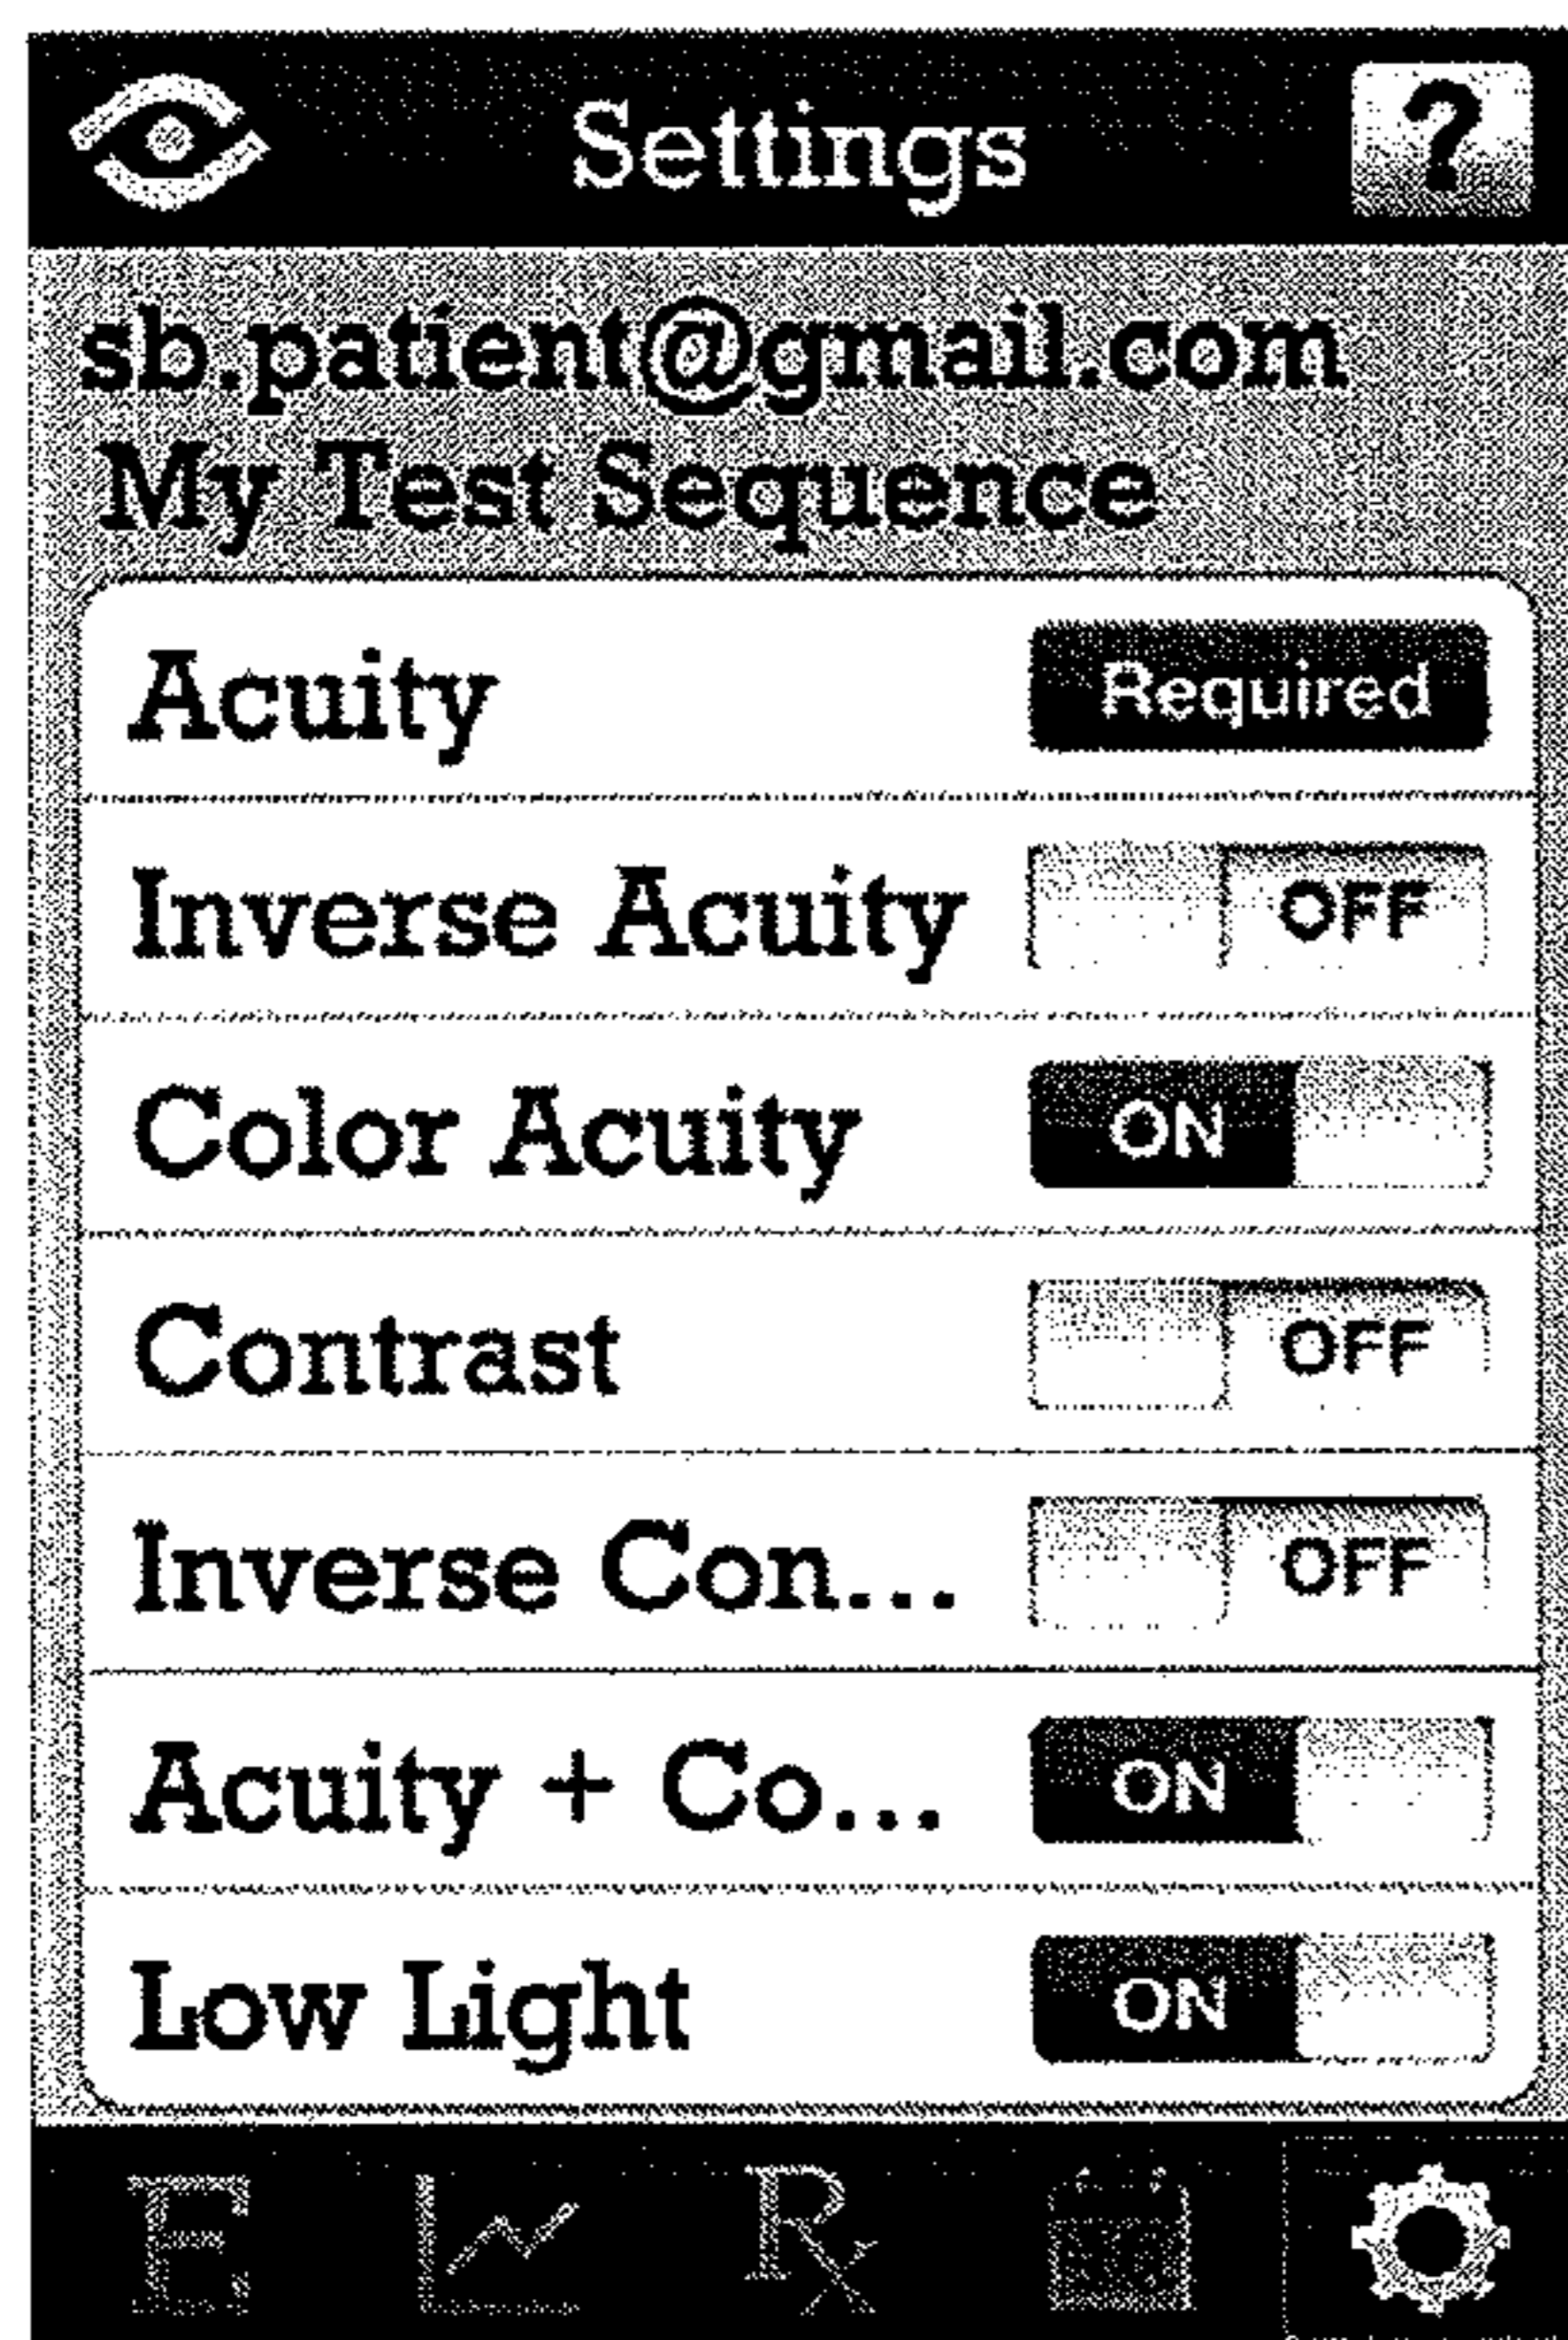 Settings ?
sb.patient@gmail.com
My Test Sequence
Acuity Required
Inverse Acuity OFF
Color Acuity ON
Contrast OFF
Inverse Con... OFF
Acuity + Co... ON
Low Light ON
E Rx